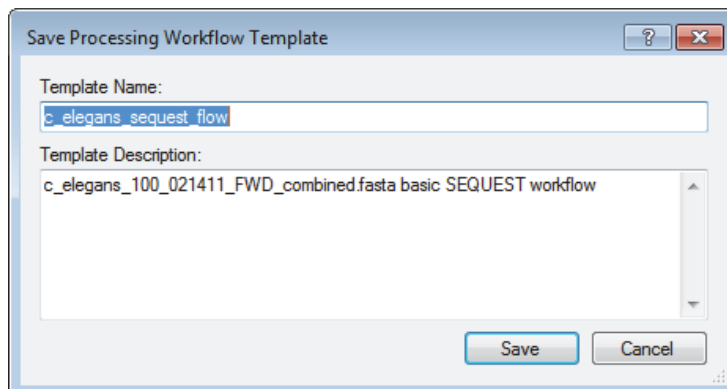 Save Processing Workflow Template
?
Template Name:
c_elegans_sequest_flow
Template Description:
c_elegans_100_021411_FWD_combined.fasta basic SEQUEST workflow
Save Cancel